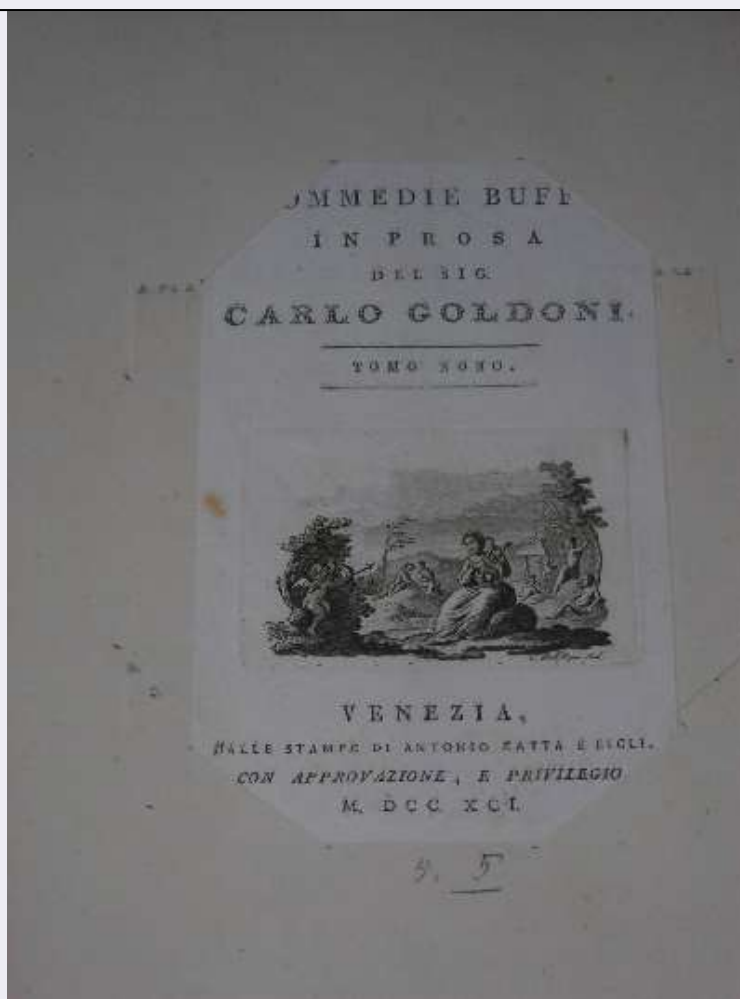 OMMEDIE BUFF
IN PROSA
DEL SIG.
CARLO GOLDONI.
TOMO NONO.
VENEZIA,
DALLE STAMPE DI ANTONIO ZATTA E FIGLI.
CON APPROVAZIONE, E PRIVILEGIO
M. DCC. XCI.
5